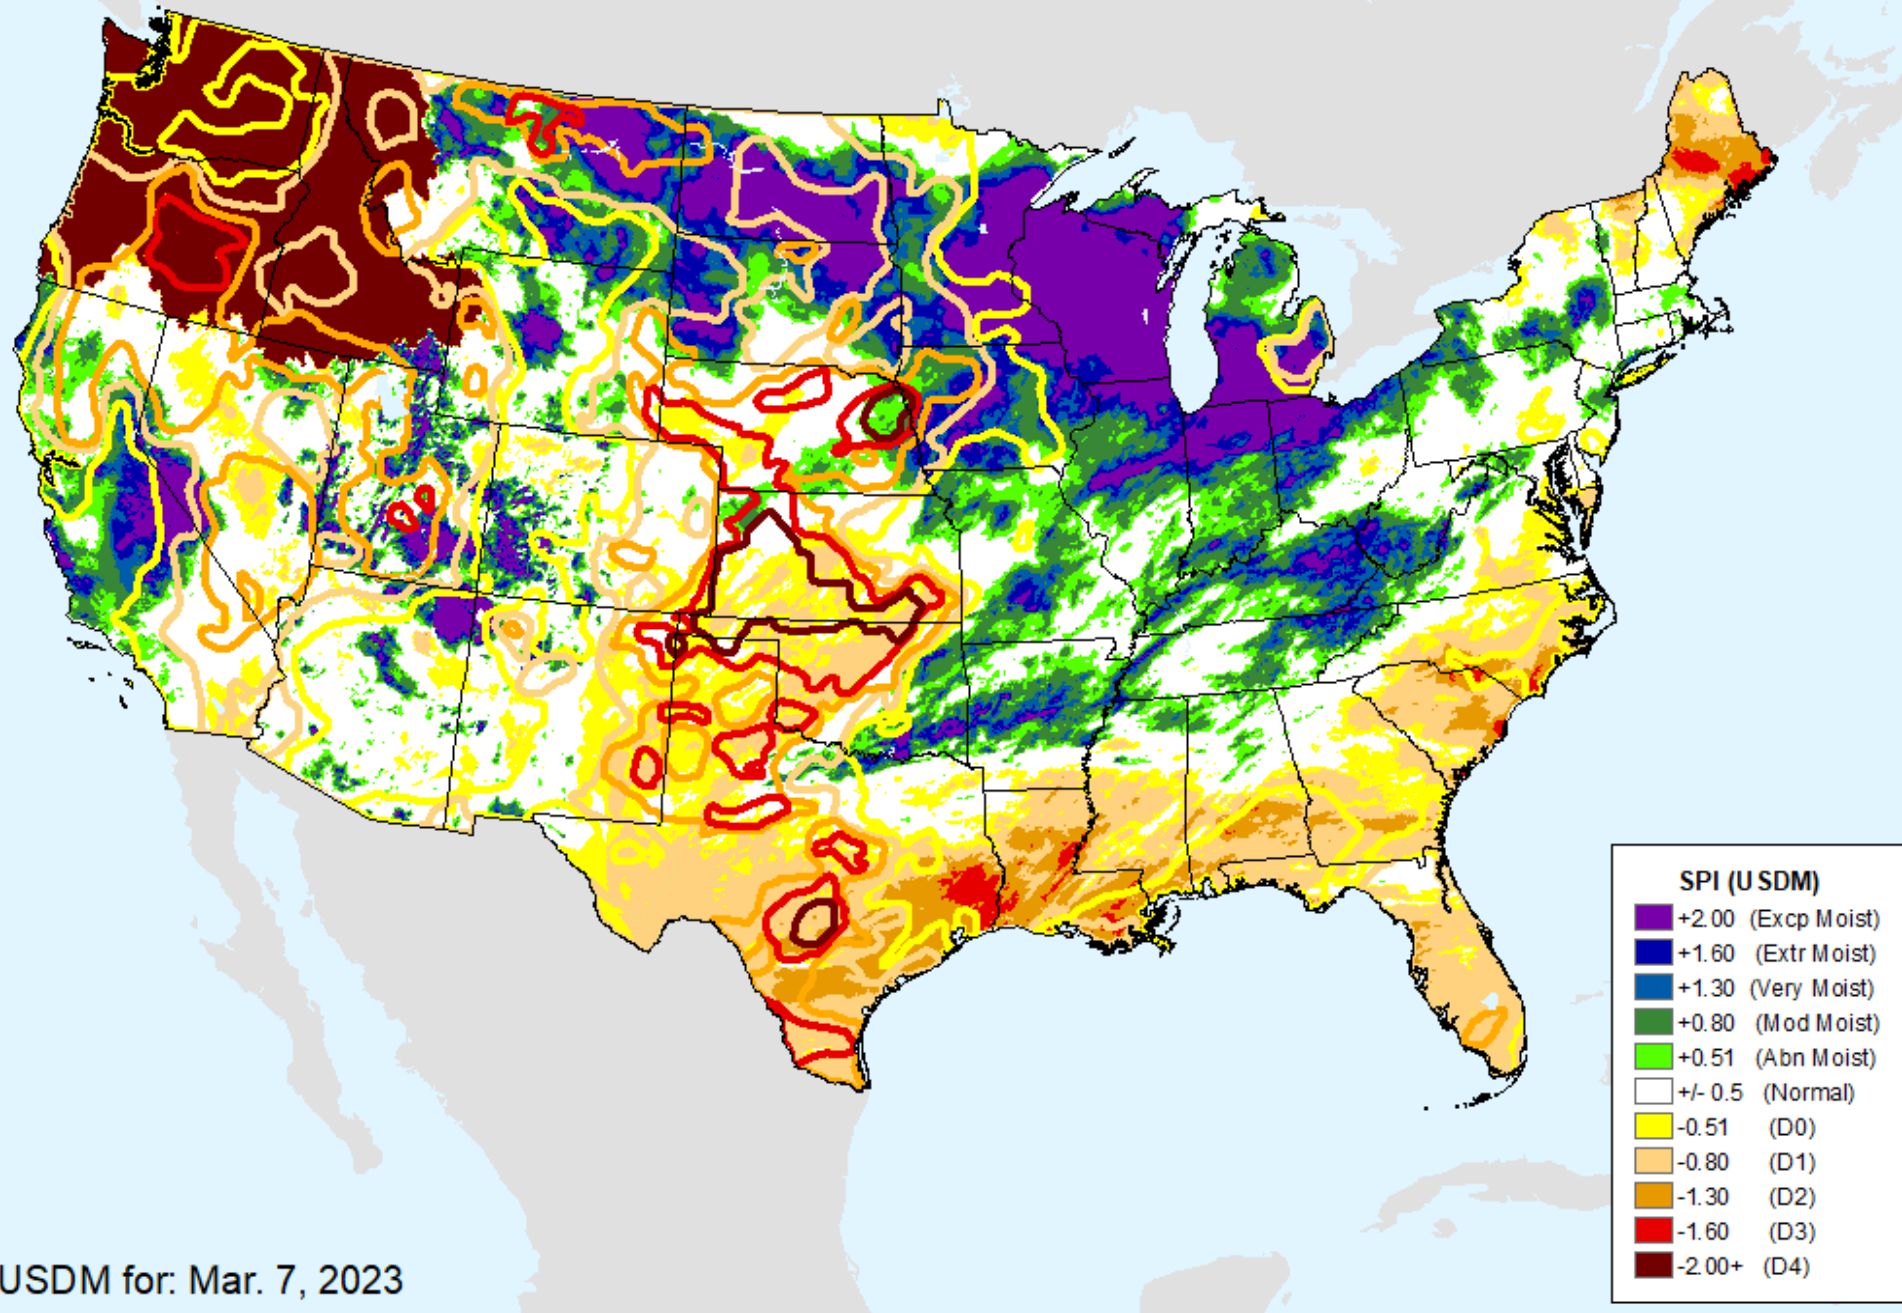 SPI (USDM)
+2.00 (Excp Moist)
+1.60 (Extr Moist)
+1.30 (Very Moist)
+0.80 (Mod Moist)
+0.51 (Abn Moist)
+/- 0.5 (Normal)
-0.51 (D0)
-0.80 (D1)
-1.30 (D2)
-1.60 (D3)
-2.00+ (D4)
USDM for: Mar. 7, 2023